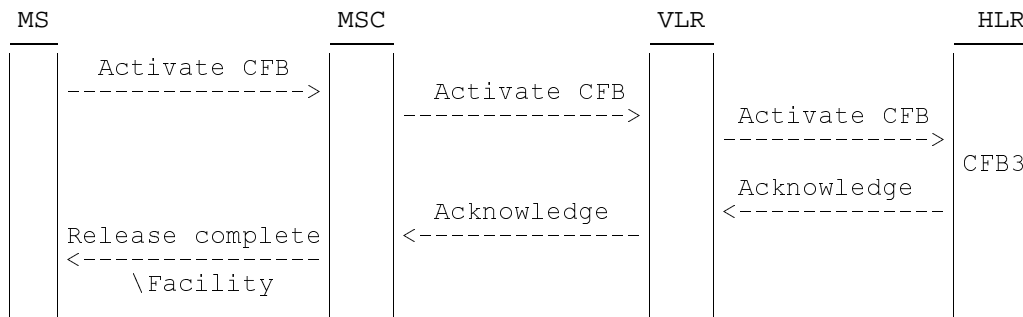 MS MSC VLR HLR
Activate CFB
Activate CFB
Activate CFB
CFB3
Acknowledge
Acknowledge
Release complete
\Facility